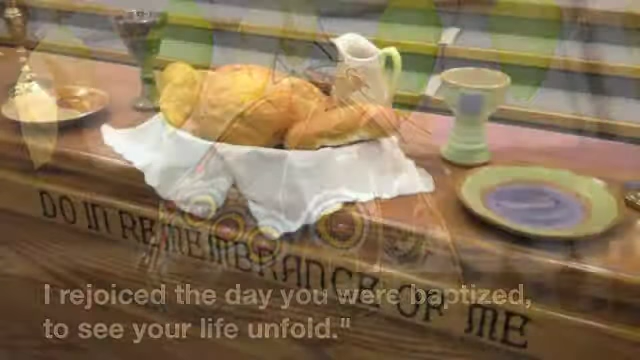 DO IN REMEMBRANCE OF ME
I rejoiced the day you were baptized,
to see your life unfold."